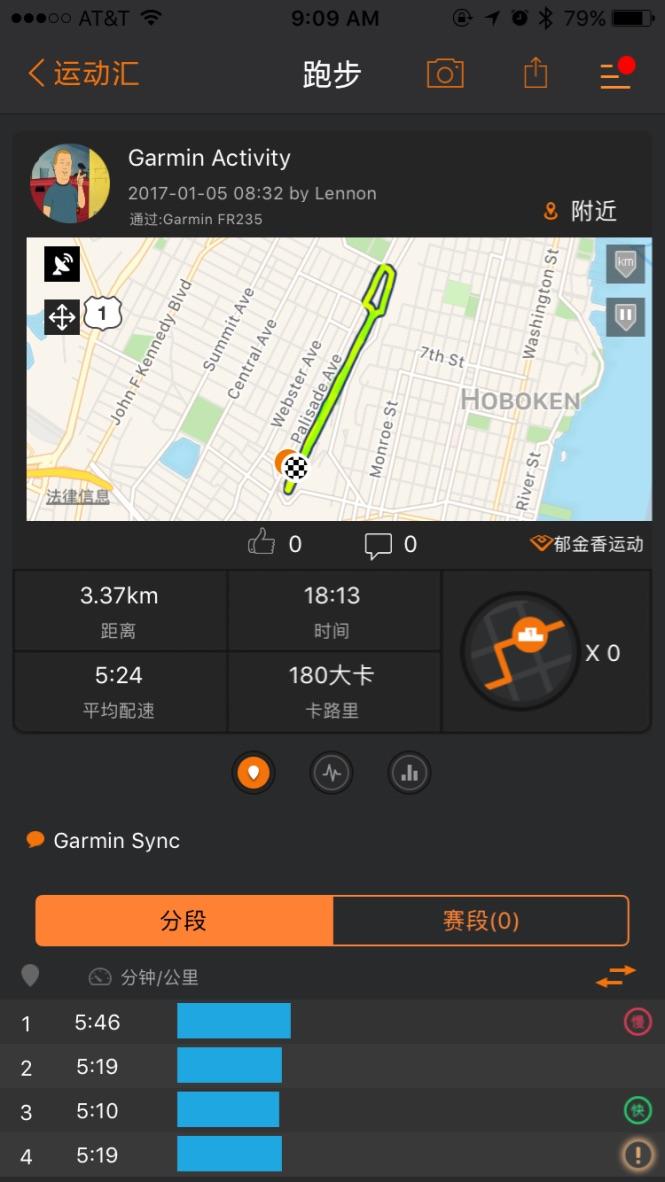 AT&T 9:09 AM 79%
运动汇 跑步
Garmin Activity
2017-01-05 08:32 by Lennon
通过:Garmin FR235
附近
km
1
John F Kennedy Blvd
Summit Ave
Central Ave
Webster Ave
Palisade Ave
7th St
Washington St
HOBOKEN
Monroe St
River St
法律信息
0 0 郁金香运动
3.37km 18:13
距离 时间
1
X 0
5:24 180大卡
平均配速 卡路里
Garmin Sync
分段 赛段(0)
分钟/公里
1 5:46 慢
2 5:19
3 5:10 快
4 5:19 !